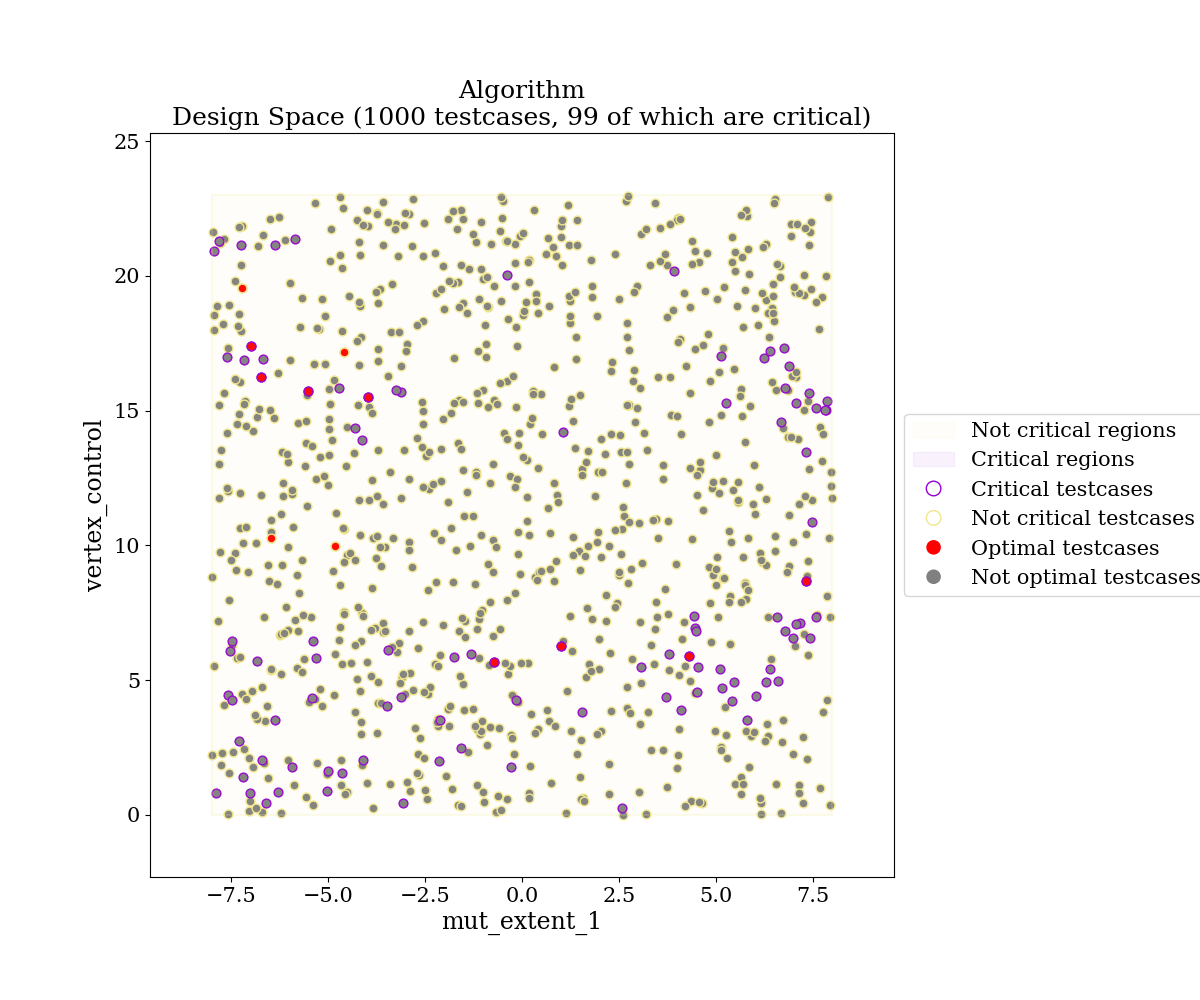 Algorithm
Design Space (1000 testcases, 99 of which are critical)
25
20
15
10
5
0
vertex_control
−7.5
−5.0
−2.5
0.0
2.5
5.0
7.5
mut_extent_1
Not critical regions
Critical regions
Critical testcases
Not critical testcases
Optimal testcases
Not optimal testcases